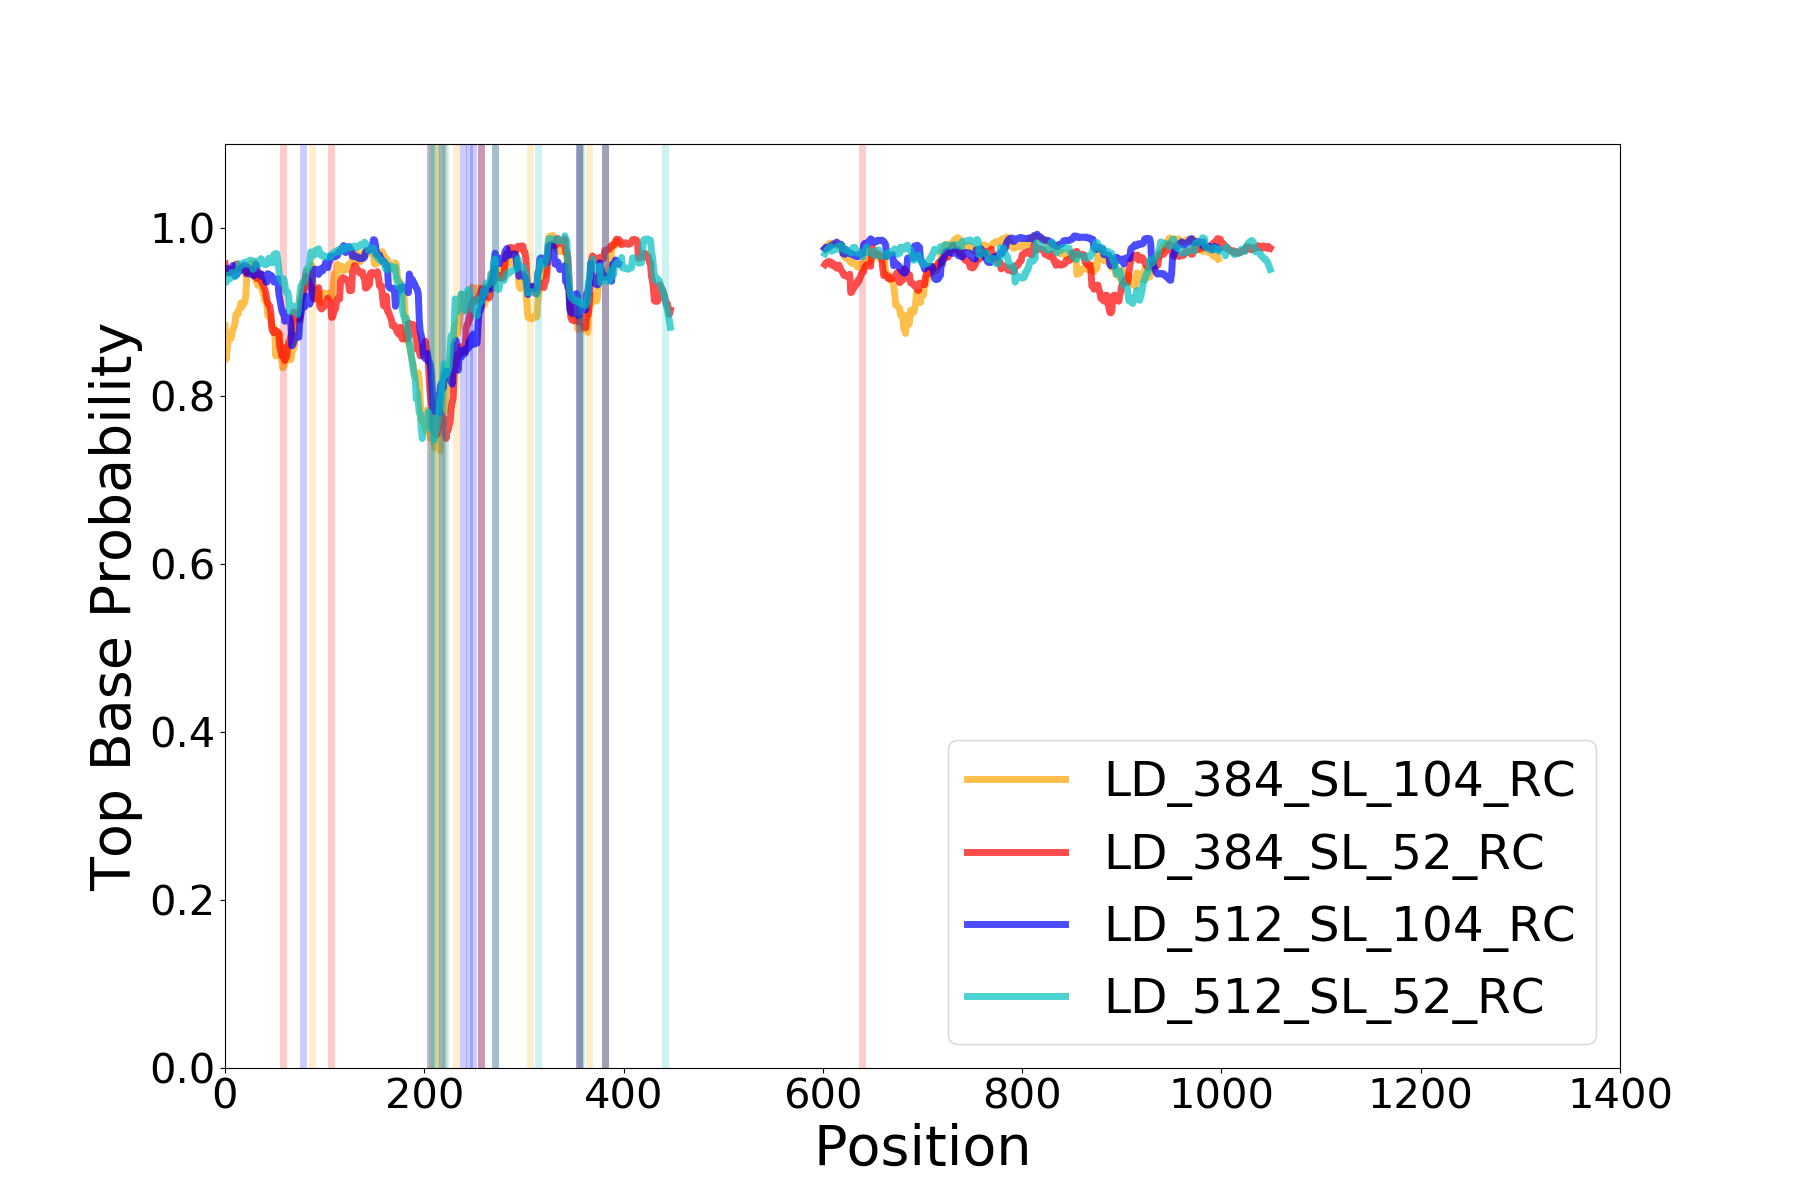 Top Base Probability
1.0
0.8
0.6
0.4
0.2
0.0
0 200 400 600 800 1000 1200 1400
Position
LD_384_SL_104_RC
LD_384_SL_52_RC
LD_512_SL_104_RC
LD_512_SL_52_RC